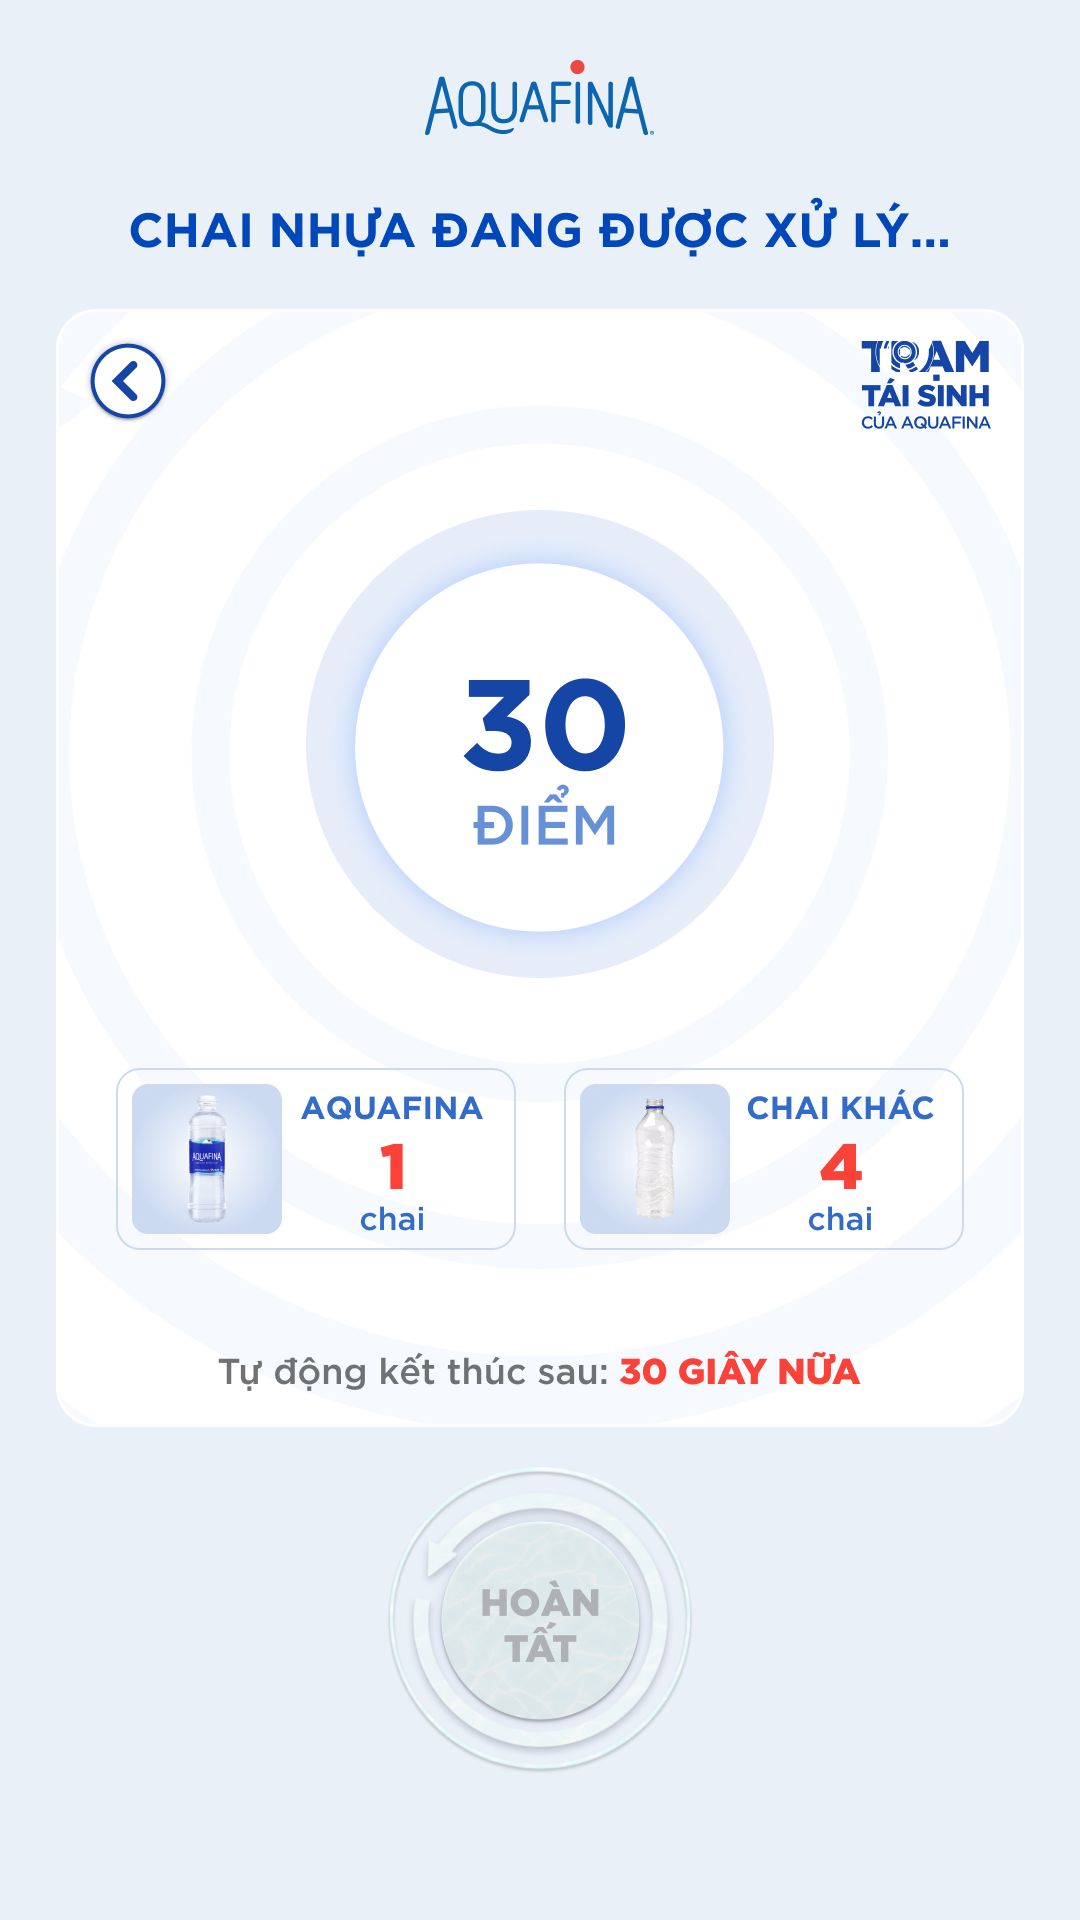 AQUAFINA
CHAI NHỰA ĐANG ĐƯỢC XỬ LÝ...
TRẠM
TÁI SINH
CỦA AQUAFINA
30
ĐIỂM
AQUAFINA
1
chai
AQUAFINA
CHAI KHÁC
4
chai
Tự động kết thúc sau: 30 GIÂY NỮA
HOÀN
TẤT